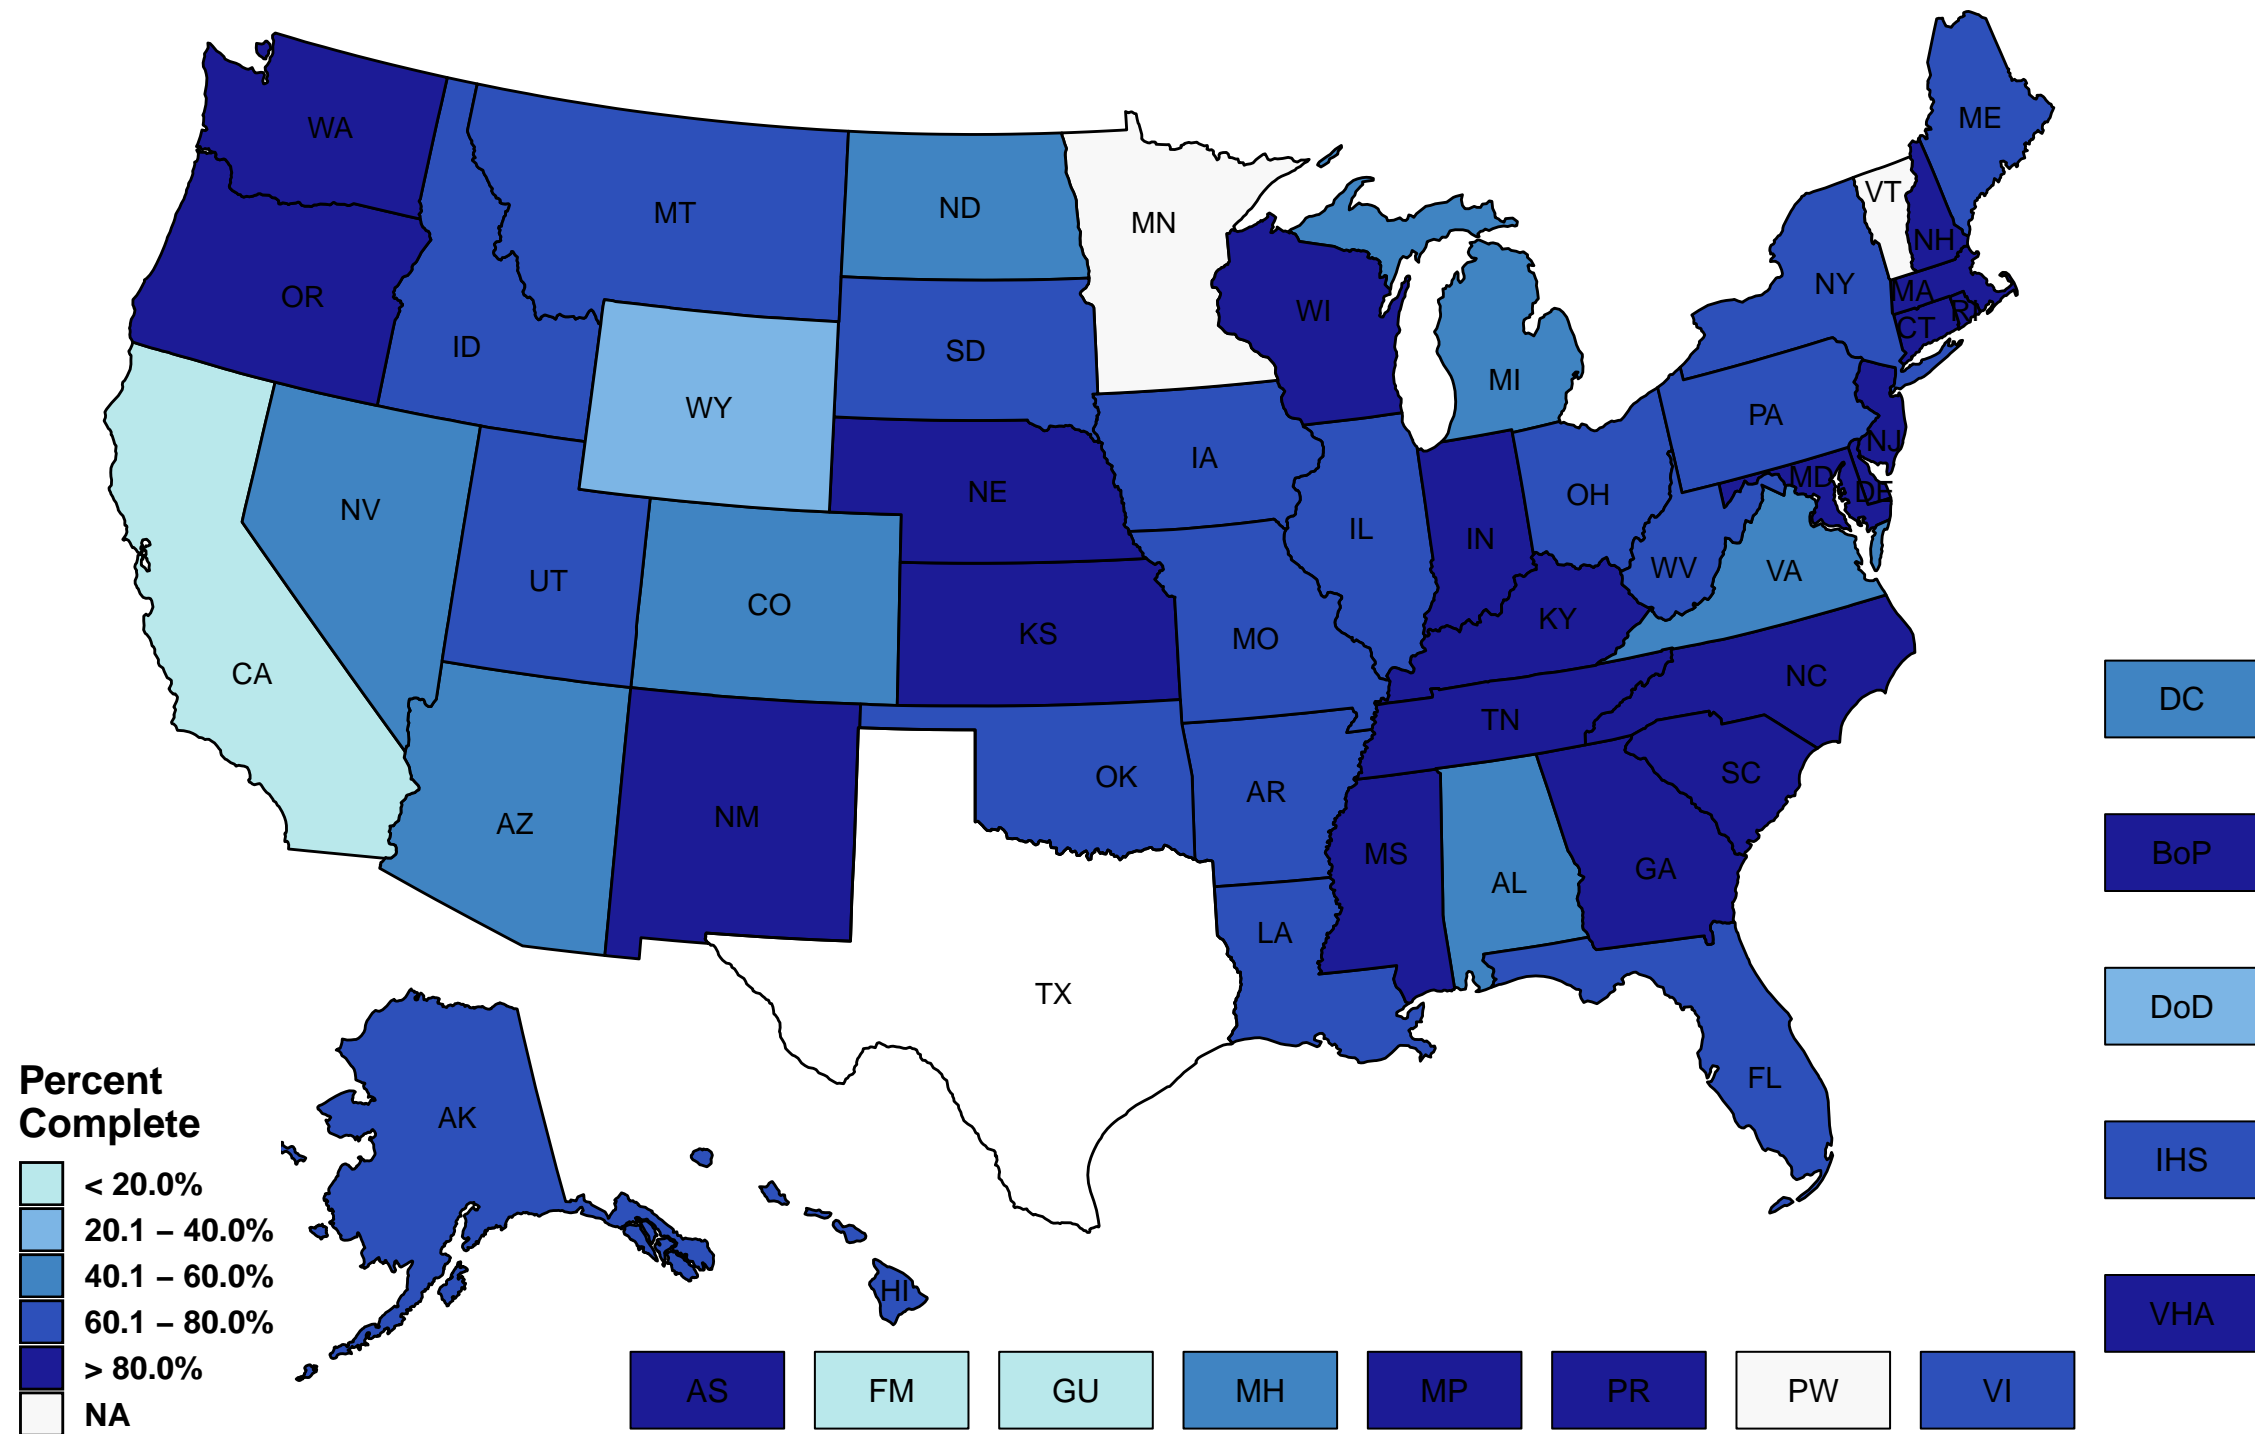 ME
WA
VT
ND
MT
MN
NH
NY
OR
MA
RI
WI
CT
ID
SD
MI
WY
PA
NJ
IA
MD
NE
DE
OH
NV
IL
IN
WV
VA
UT
CO
KY
KS
MO
CA
NC
DC
TN
SC
OK
AR
NM
AZ
MS
BoP
GA
AL
LA
TX
DoD
FL
Percent
Complete
AK
IHS
< 20.0%
20.1 – 40.0%
40.1 – 60.0%
HI
60.1 – 80.0%
VHA
> 80.0%
AS FM GU MH MP PR PW VI
NA